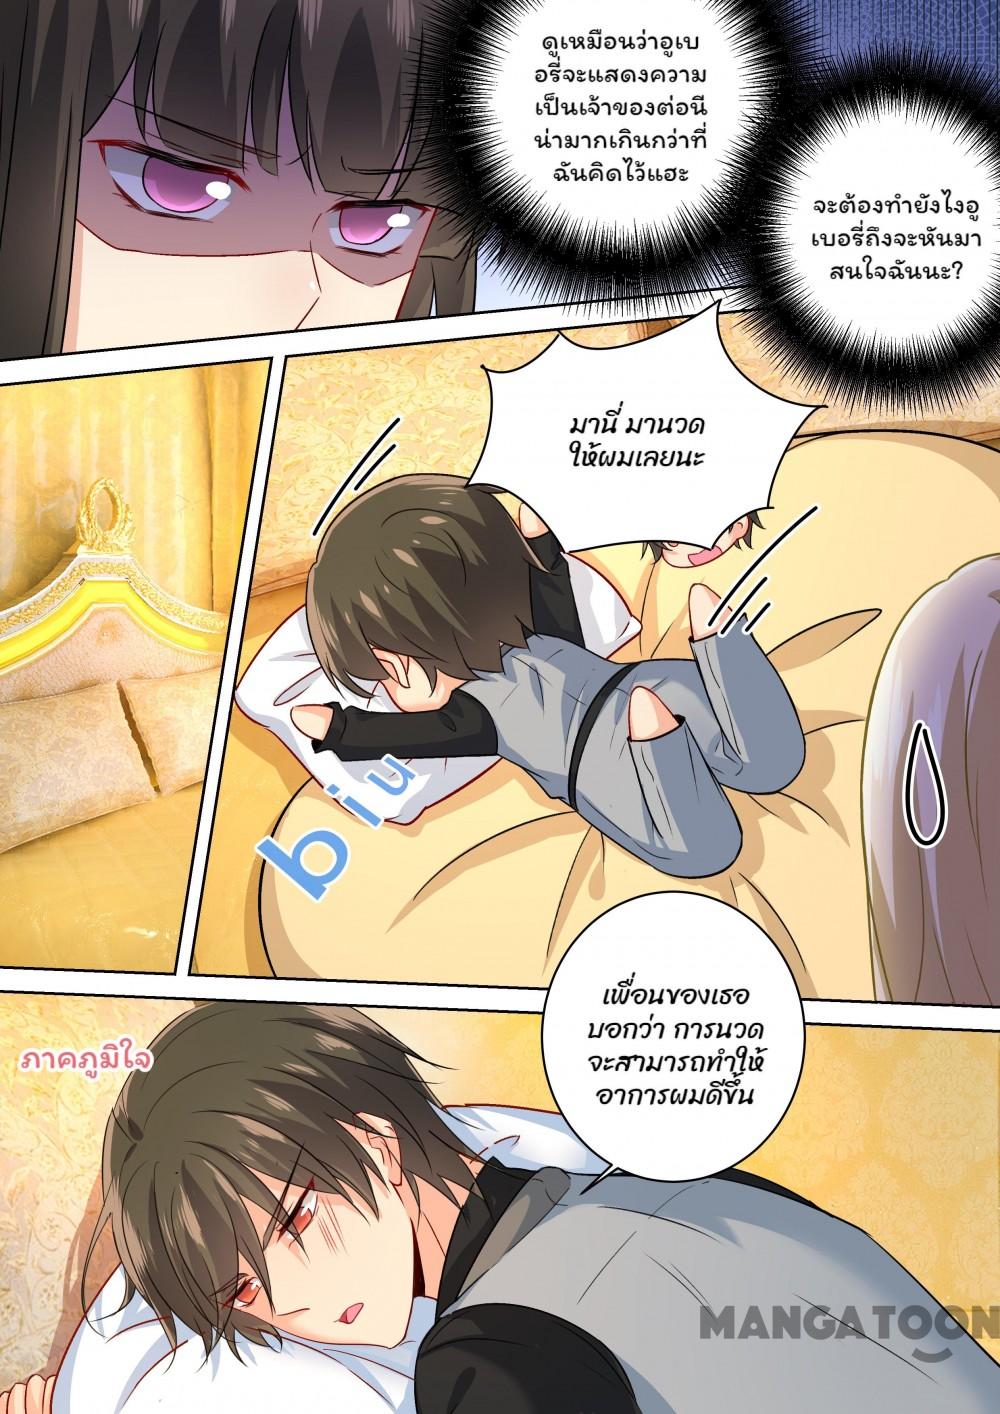 ดูเหมือนว่าอูเบ
อรี่จะแสดงความ
เป็นเจ้าของต่อนี
น่ามากเกินกว่าที่
ฉันคิดไว้แฮะ
จะต้องทำยังไงอู
เบอรี่ถึงจะหันมา
สนใจฉันนะ?
มานี่ มานวด
ให้ผมเลยนะ
biu
เพื่อนของเธอ
บอกว่า การนวด
จะสามารถทำให้
อาการผมดีขึ้น
ภาคภูมิใจ
MANGATOON